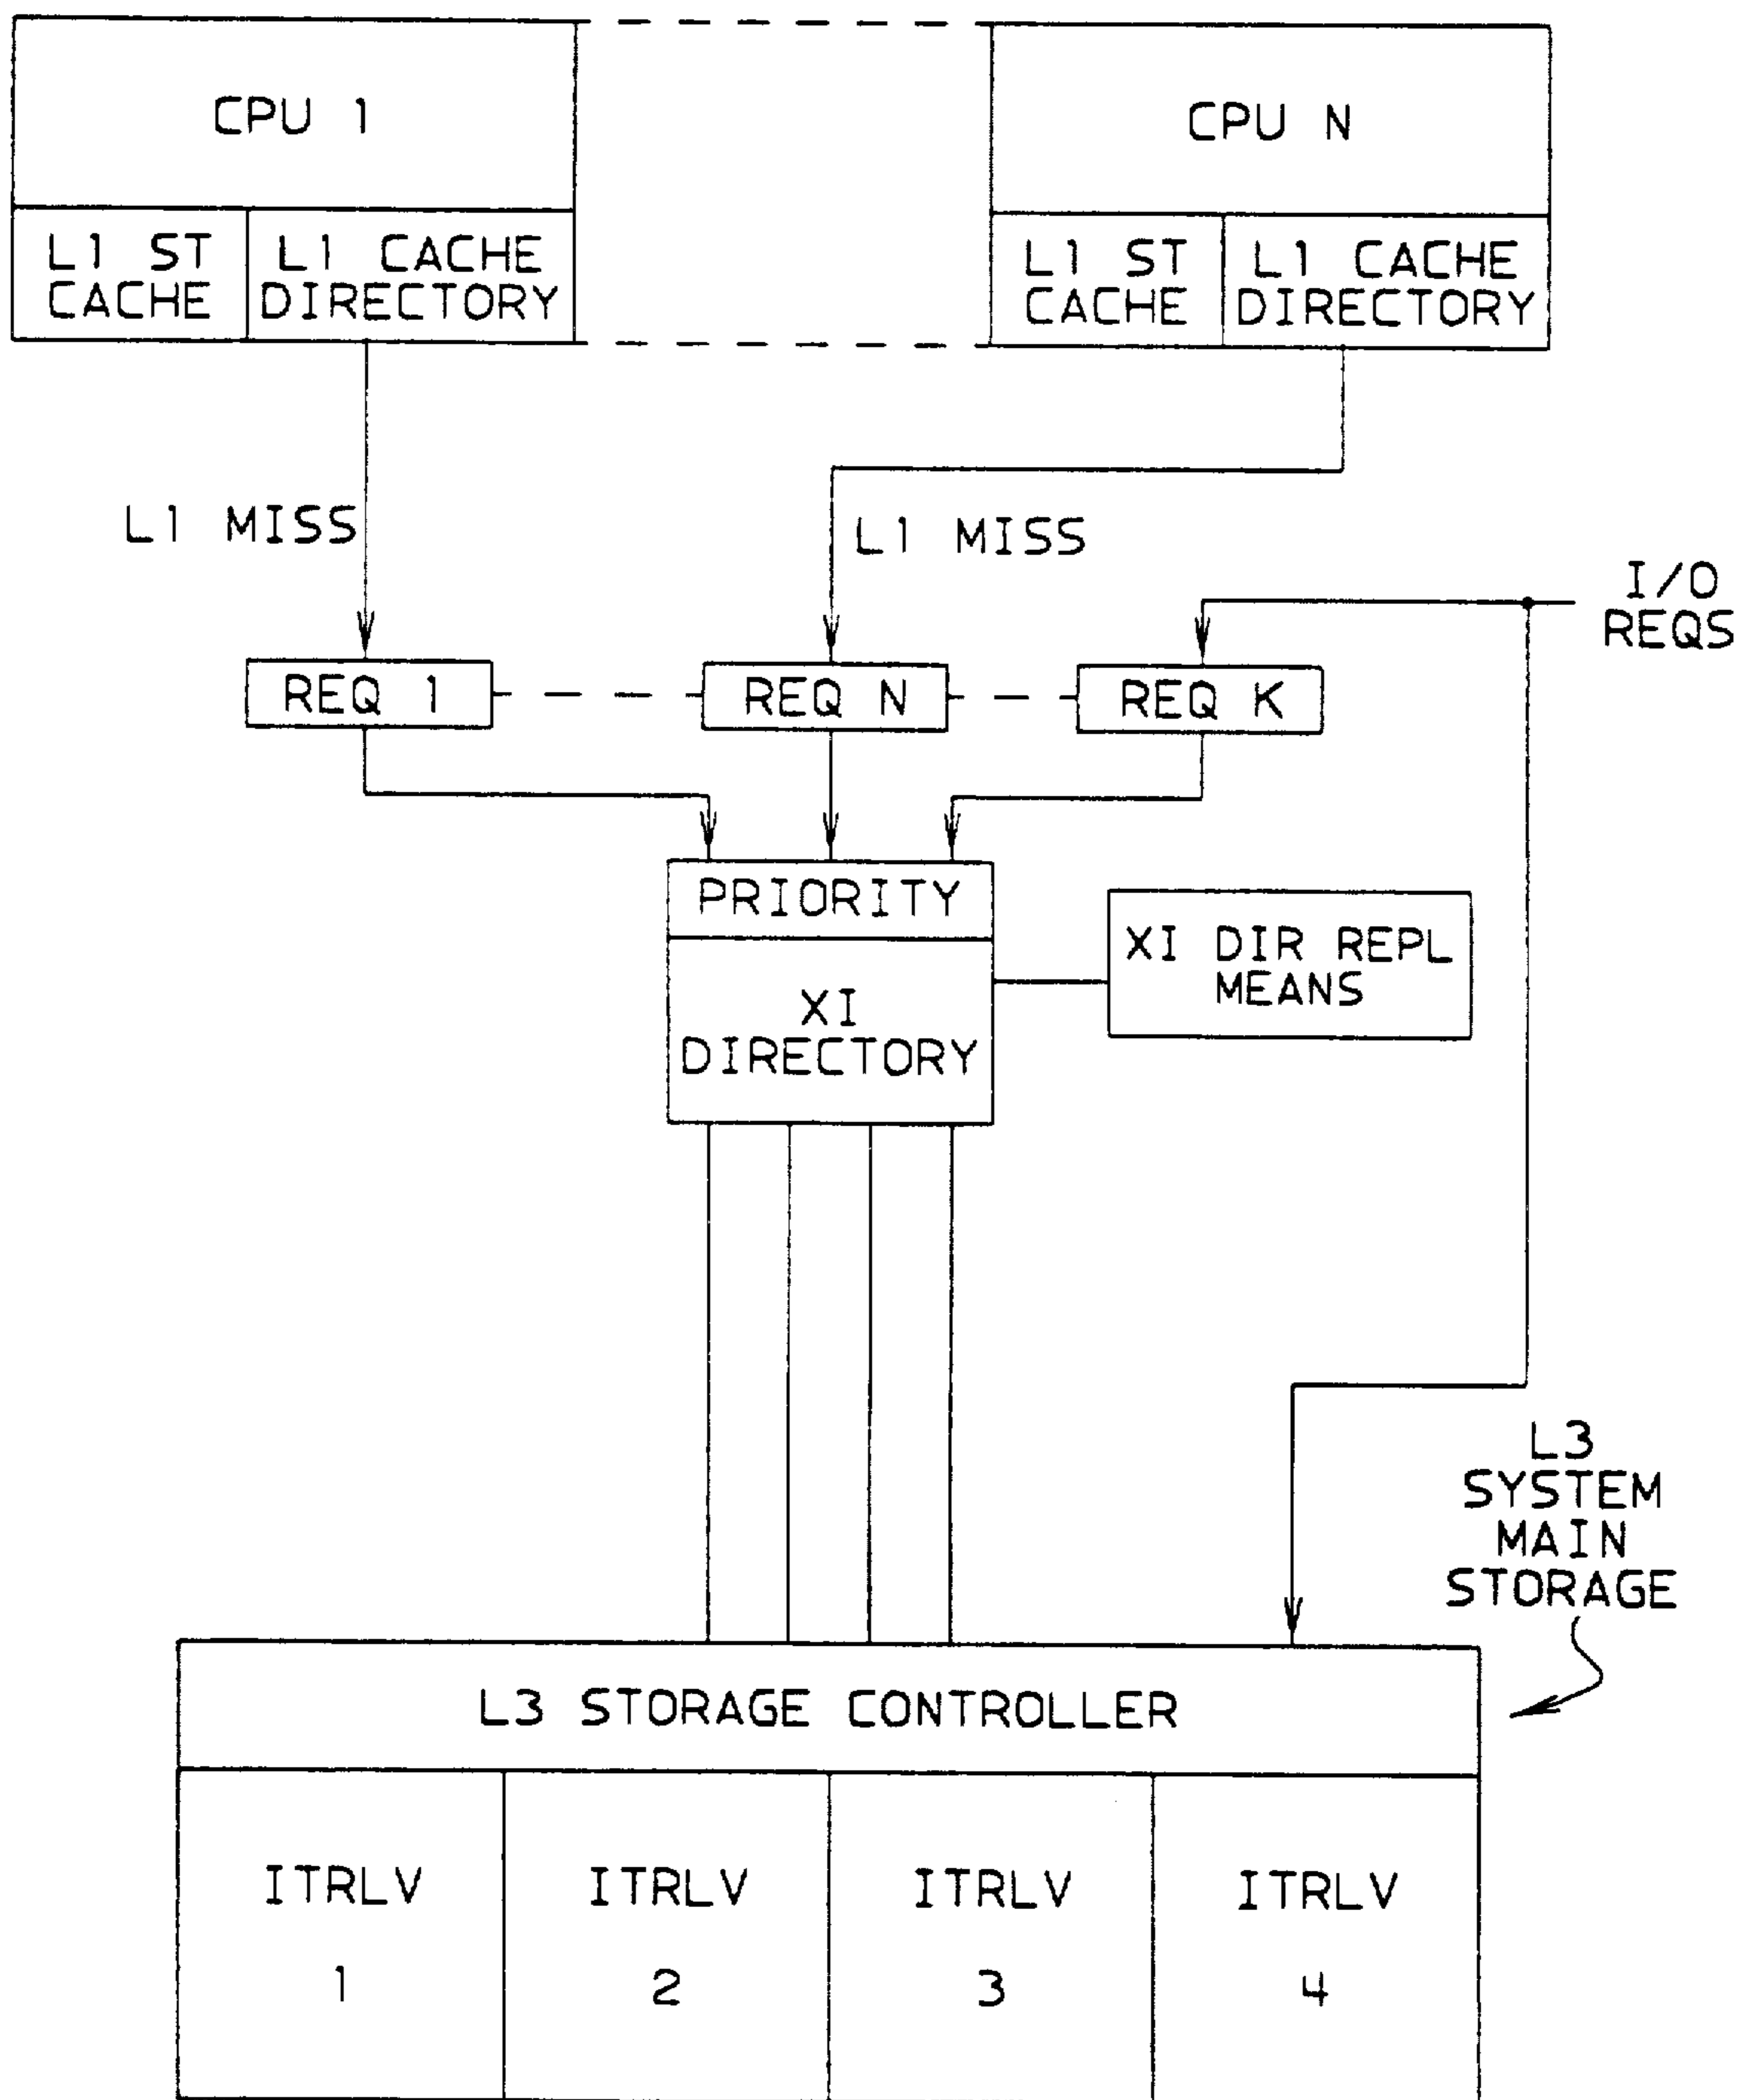 CPU 1
CPU N
L1 ST
CACHE
L1 CACHE
DIRECTORY
L1 ST
CACHE
L1 CACHE
DIRECTORY
L1 MISS
L1 MISS
I/O
REQS
REQ 1
REQ N
REQ K
PRIORITY
XI
DIRECTORY
XI DIR REPL
MEANS
L3
SYSTEM
MAIN
STORAGE
L3 STORAGE CONTROLLER
ITRLV
1
ITRLV
2
ITRLV
3
ITRLV
4